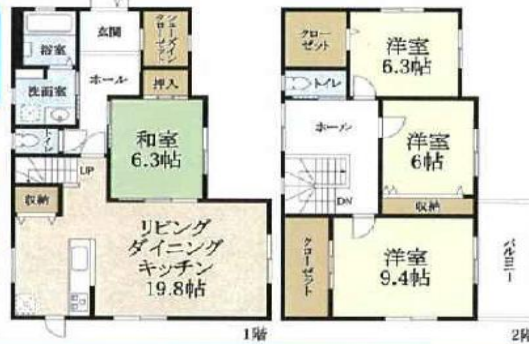 浴室
玄関
シューズイン
クローゼット
洗面室
ホール
押入
トイレ
和室
6.3帖
UP
収納
リビング
ダイニング
キッチン
19.8帖
1階
クロー
ゼット
洋室
6.3帖
トイレ
ホール
洋室
6帖
DN
収納
クローゼット
洋室
9.4帖
バルコニー
2階